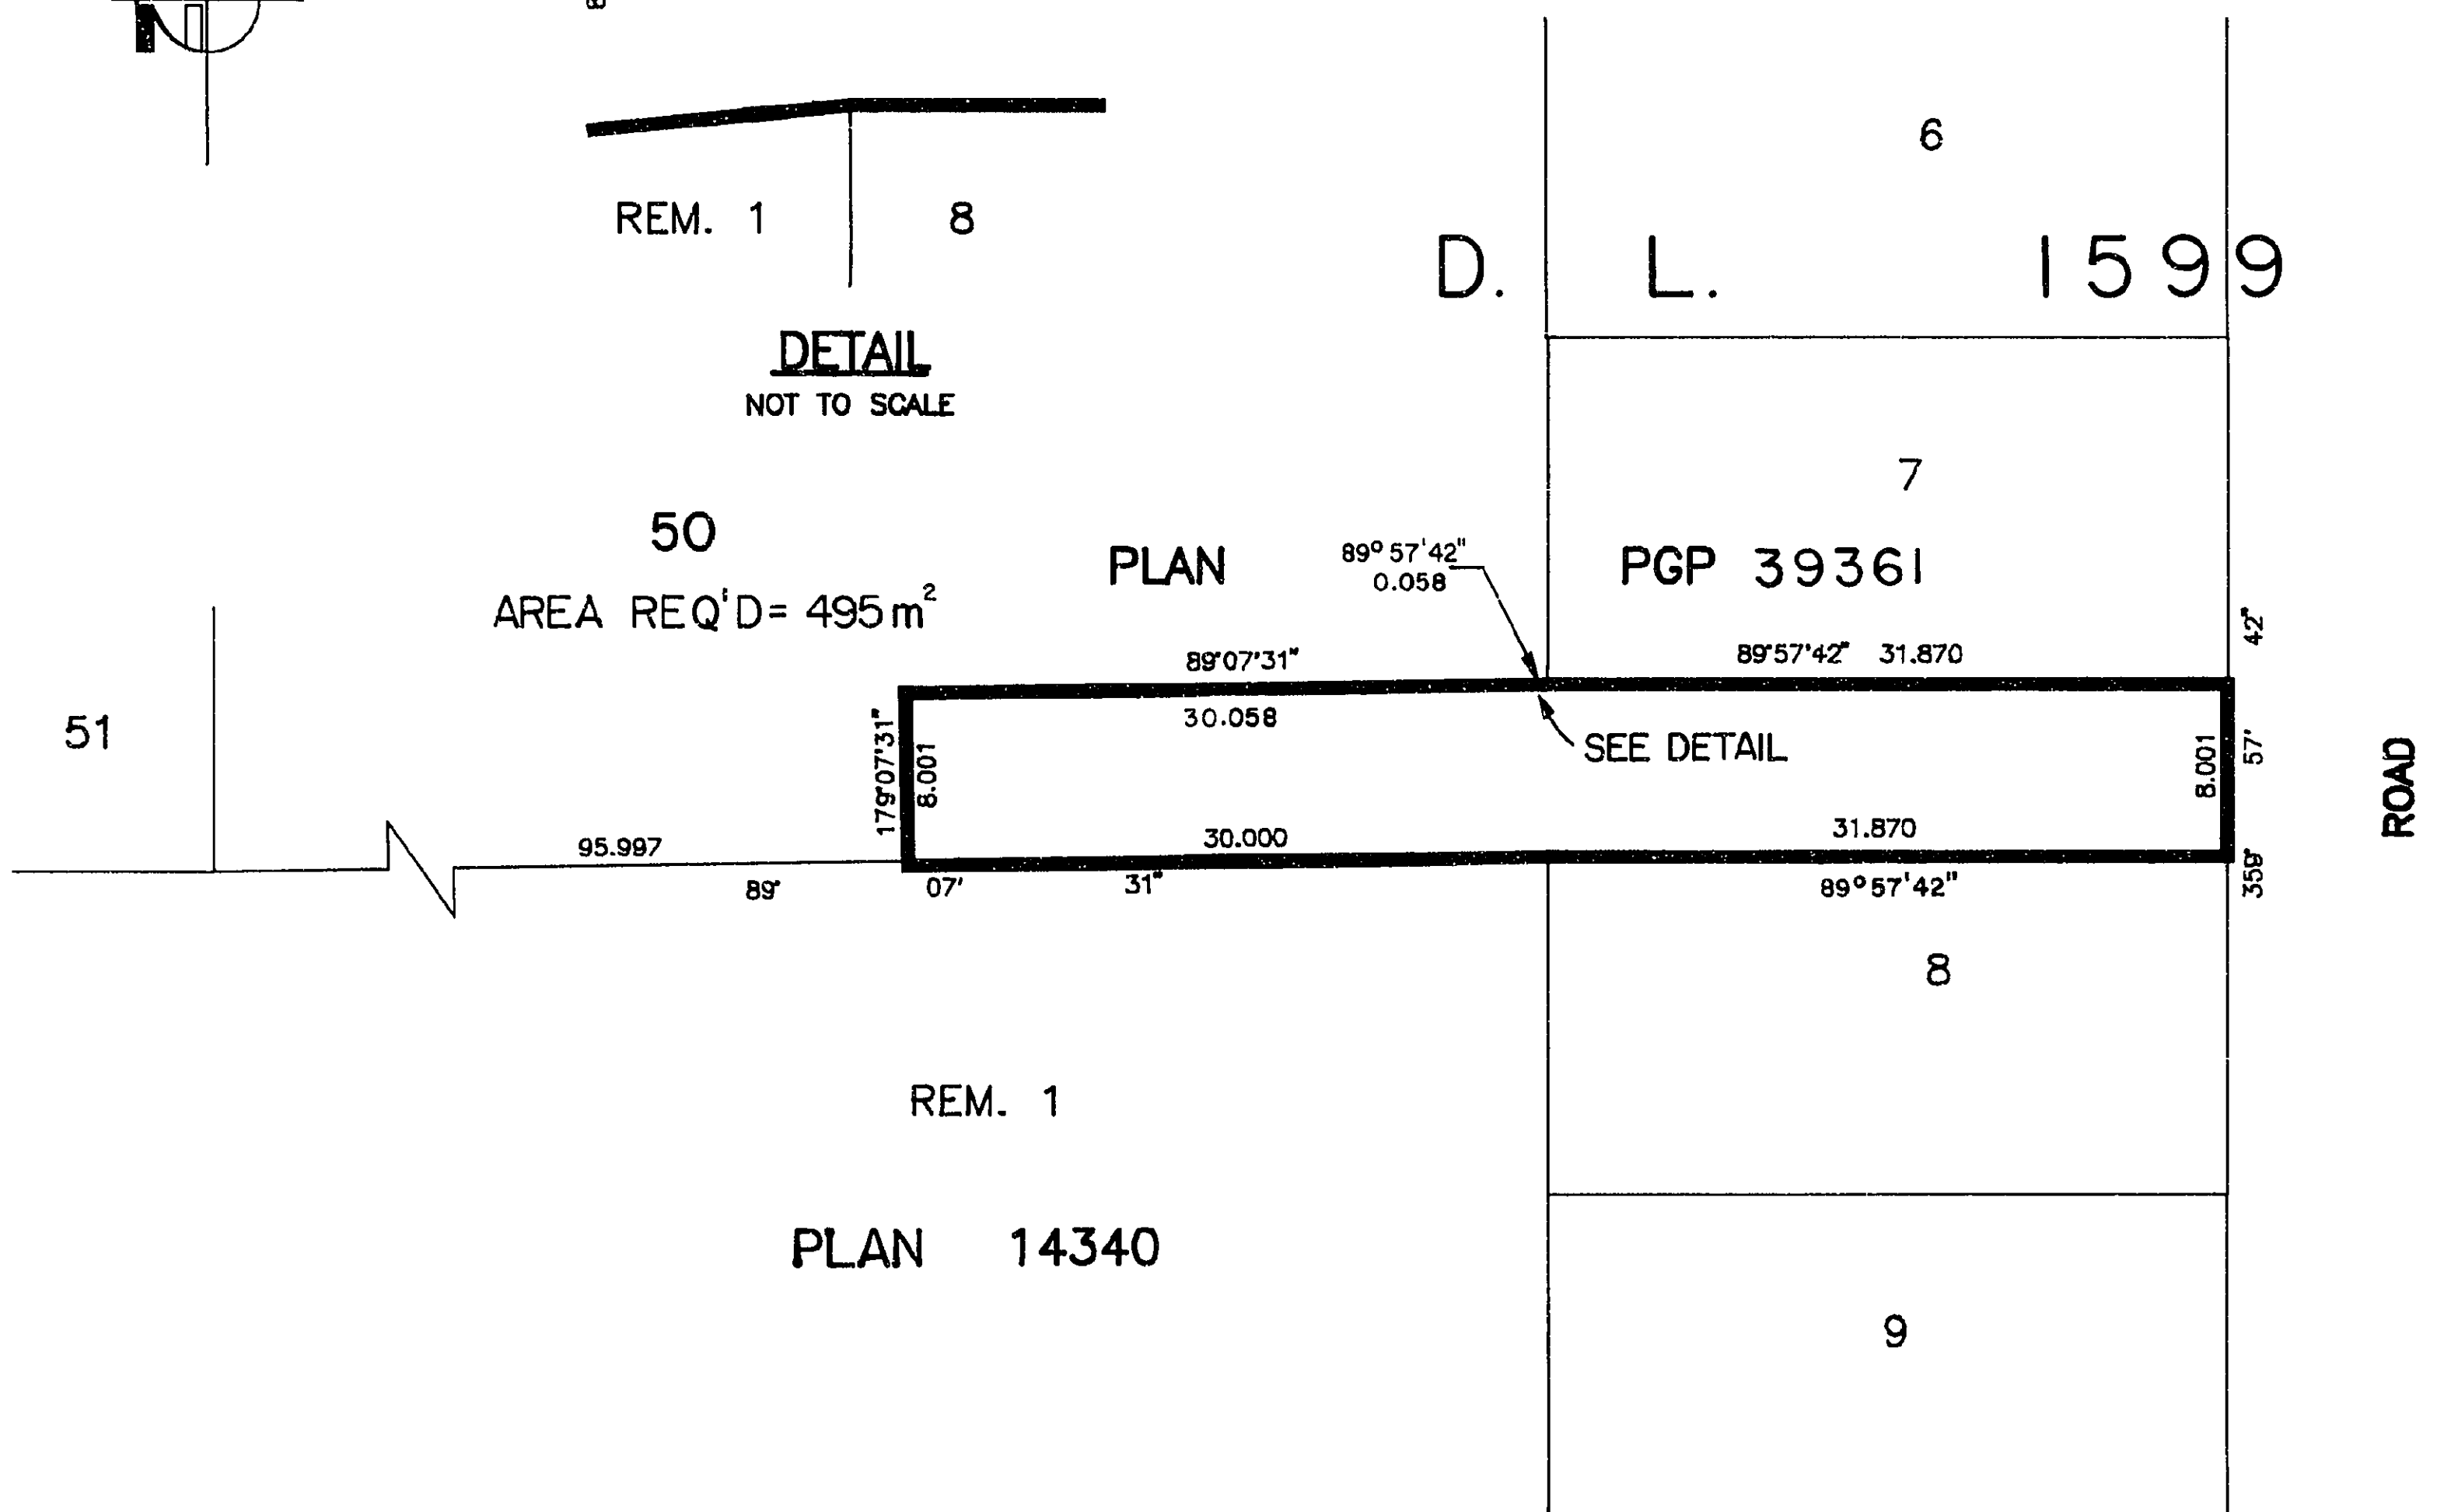 6
REM. 1 8
D. L. 1599
DETAIL
NOT TO SCALE
7
50
PLAN
89° 57' 42"
0.058
PGP 39361
AREA REQ'D = 495 m²
89°07'31"
89°57'42" 31.870
30.058
51
179°07'31"
8.001
SEE DETAIL
8.001
359° 57' 42"
ROAD
95.997
30.000
31.870
89° 07' 31"
89° 57' 42"
8
REM. 1
PLAN 14340
9